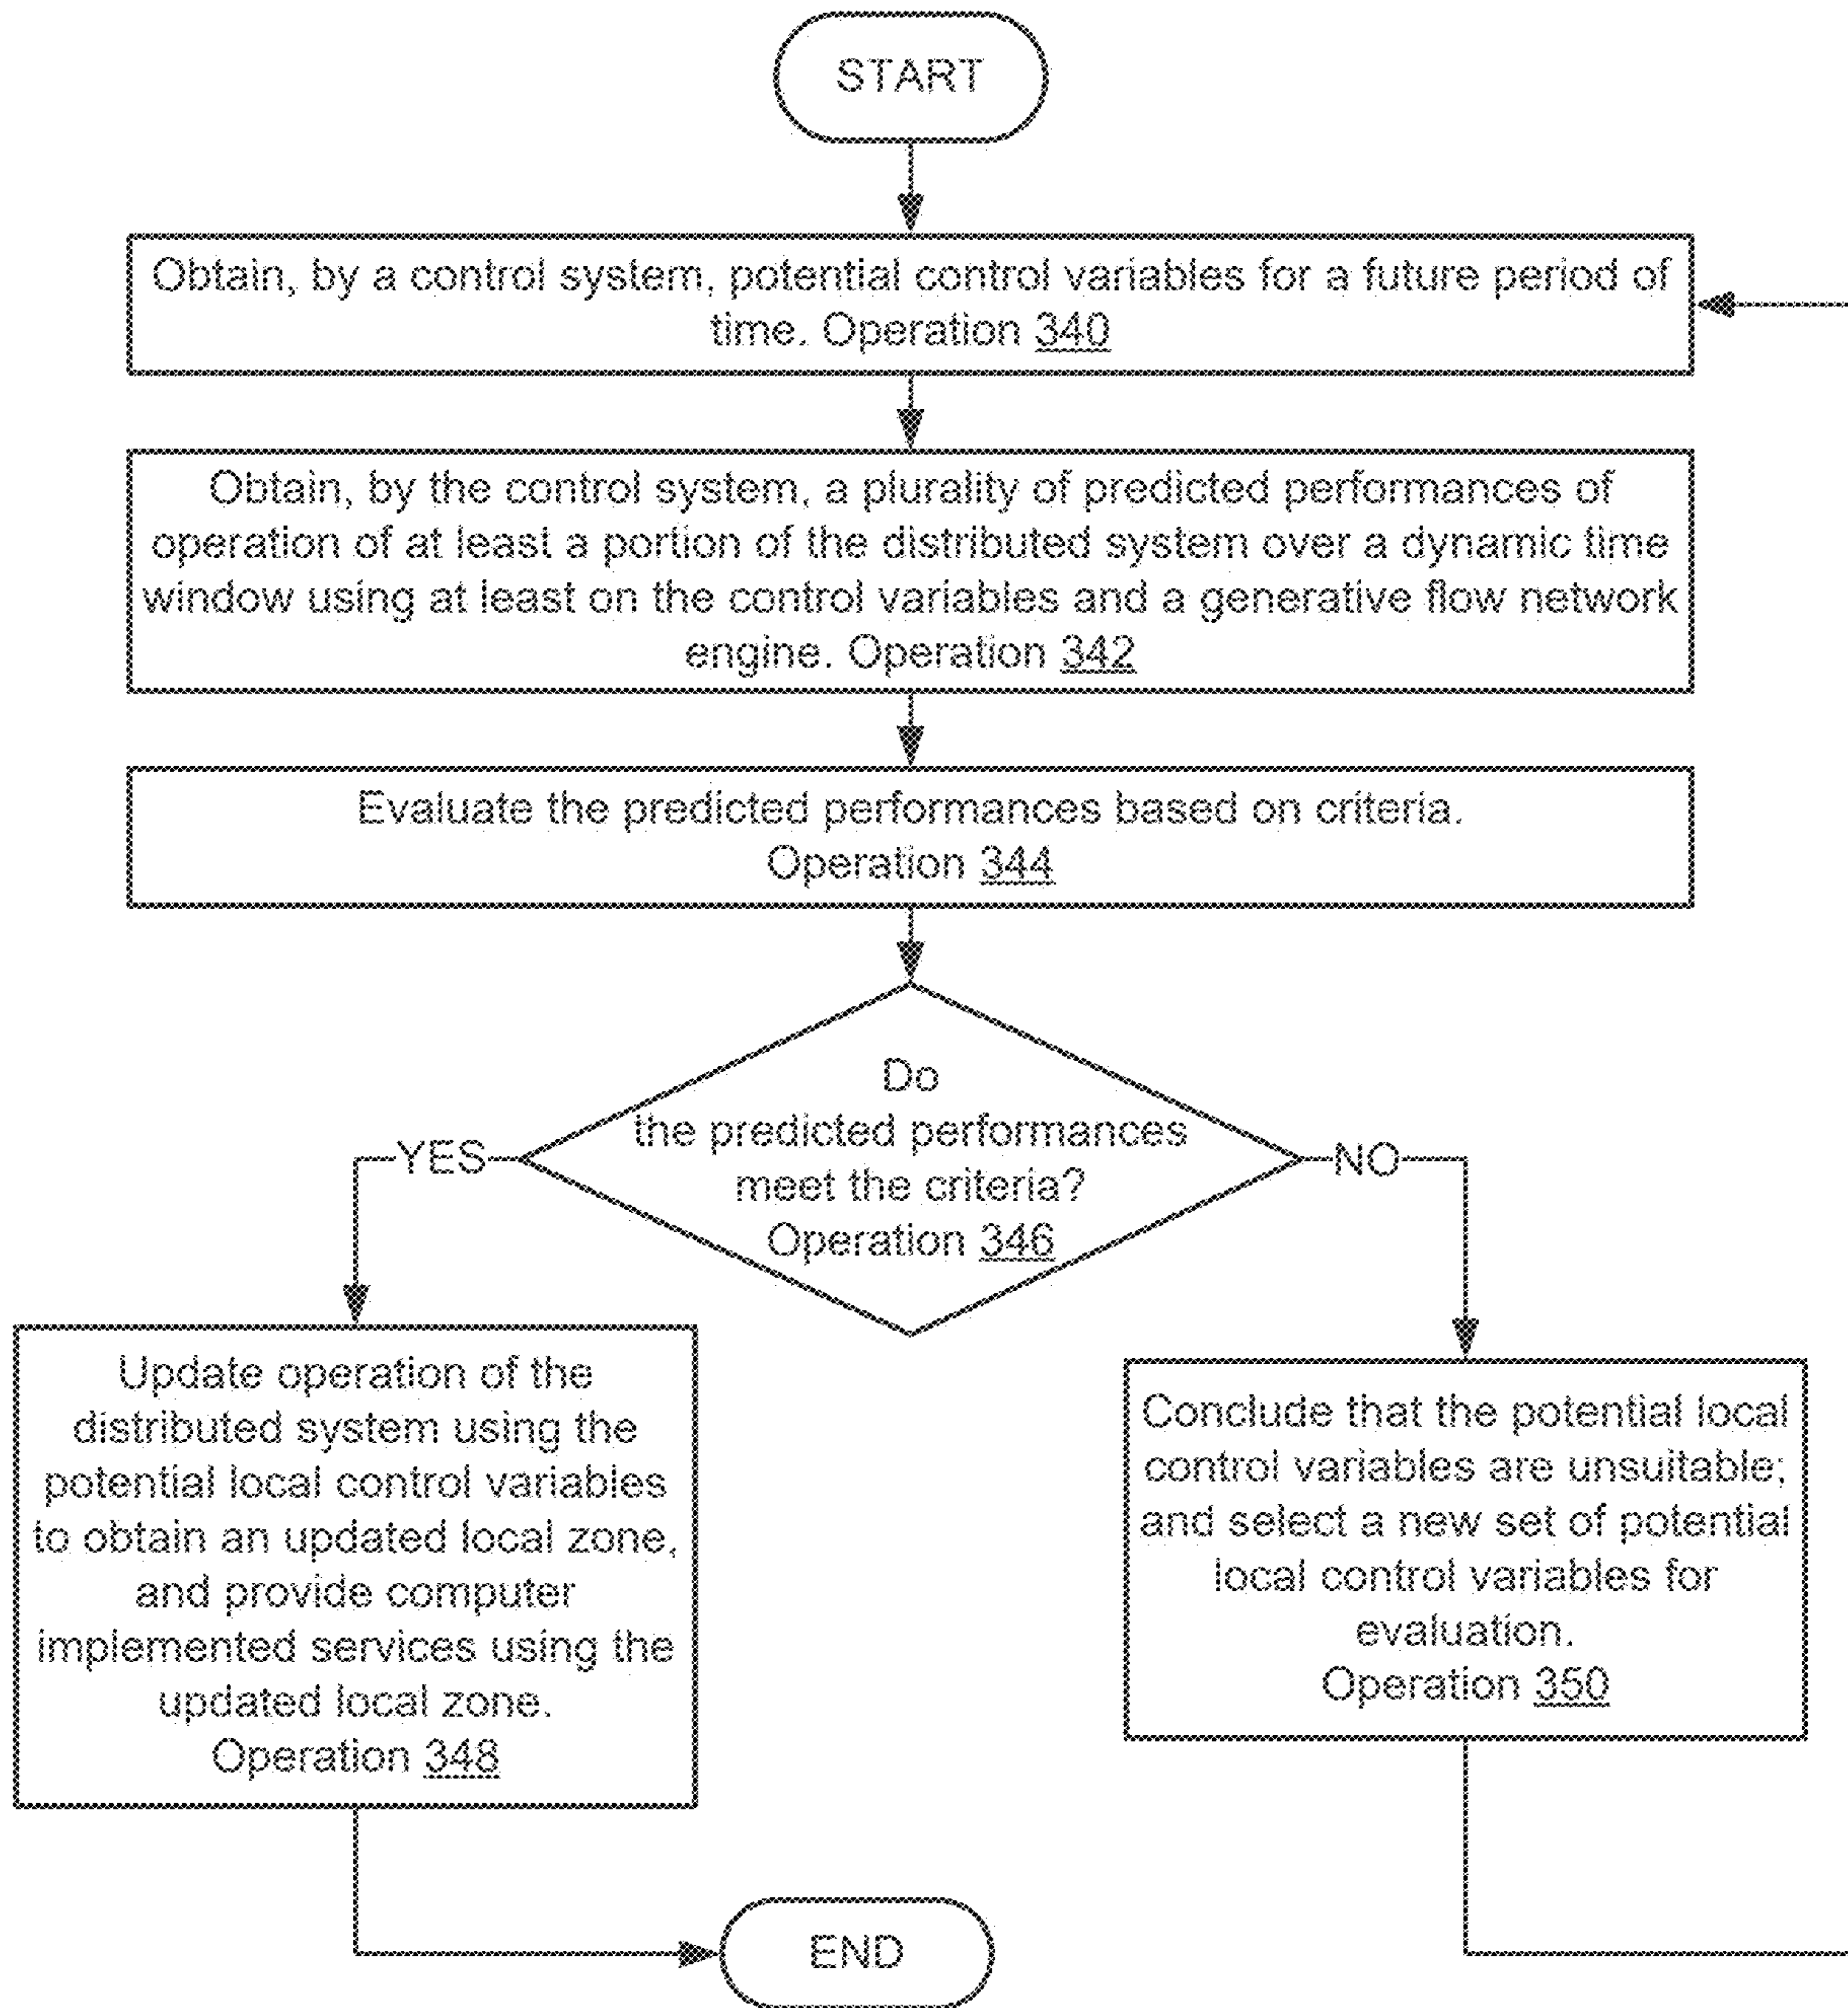 START
Obtain, by a control system, potential control variables for a future period of
time. Operation 340
Obtain, by the control system, a plurality of predicted performances of
operation of at least a portion of the distributed system over a dynamic time
window using at least on the control variables and a generative flow network
engine. Operation 342
Evaluate the predicted performances based on criteria.
Operation 344
Do
the predicted performances
meet the criteria?
Operation 346
YES
NO
Update operation of the
distributed system using the
potential local control variables
to obtain an updated local zone,
and provide computer
implemented services using the
updated local zone.
Operation 348
Conclude that the potential local
control variables are unsuitable;
and select a new set of potential
local control variables for
evaluation.
Operation 350
END